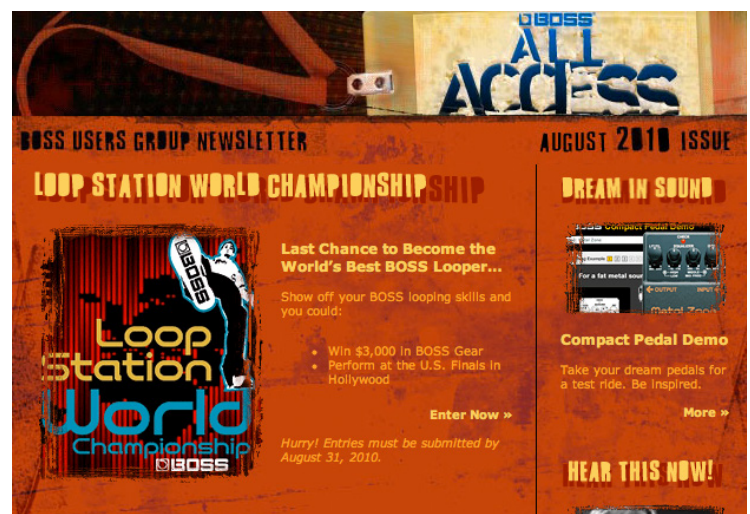 BOSS
ALL
ACCESS
BOSS USERS GROUP NEWSLETTER
AUGUST 2010 ISSUE
LOOP STATION WORLD CHAMPIONSHIP
BOSS
Loop
Station
World
Championship
BOSS
Last Chance to Become the
World's Best BOSS Looper...
Show off your BOSS looping skills and
you could:
• Win $3,000 in BOSS Gear
• Perform at the U.S. Finals in
Hollywood
Enter Now »
Hurry! Entries must be submitted by
August 31, 2010.
DREAM IN SOUND
BOSS Compact Pedal Demo
For a fat metal soun
OUTPUT INPUT
Metal Zone
Compact Pedal Demo
Take your dream pedals for
a test ride. Be inspired.
More »
HEAR THIS NOW!